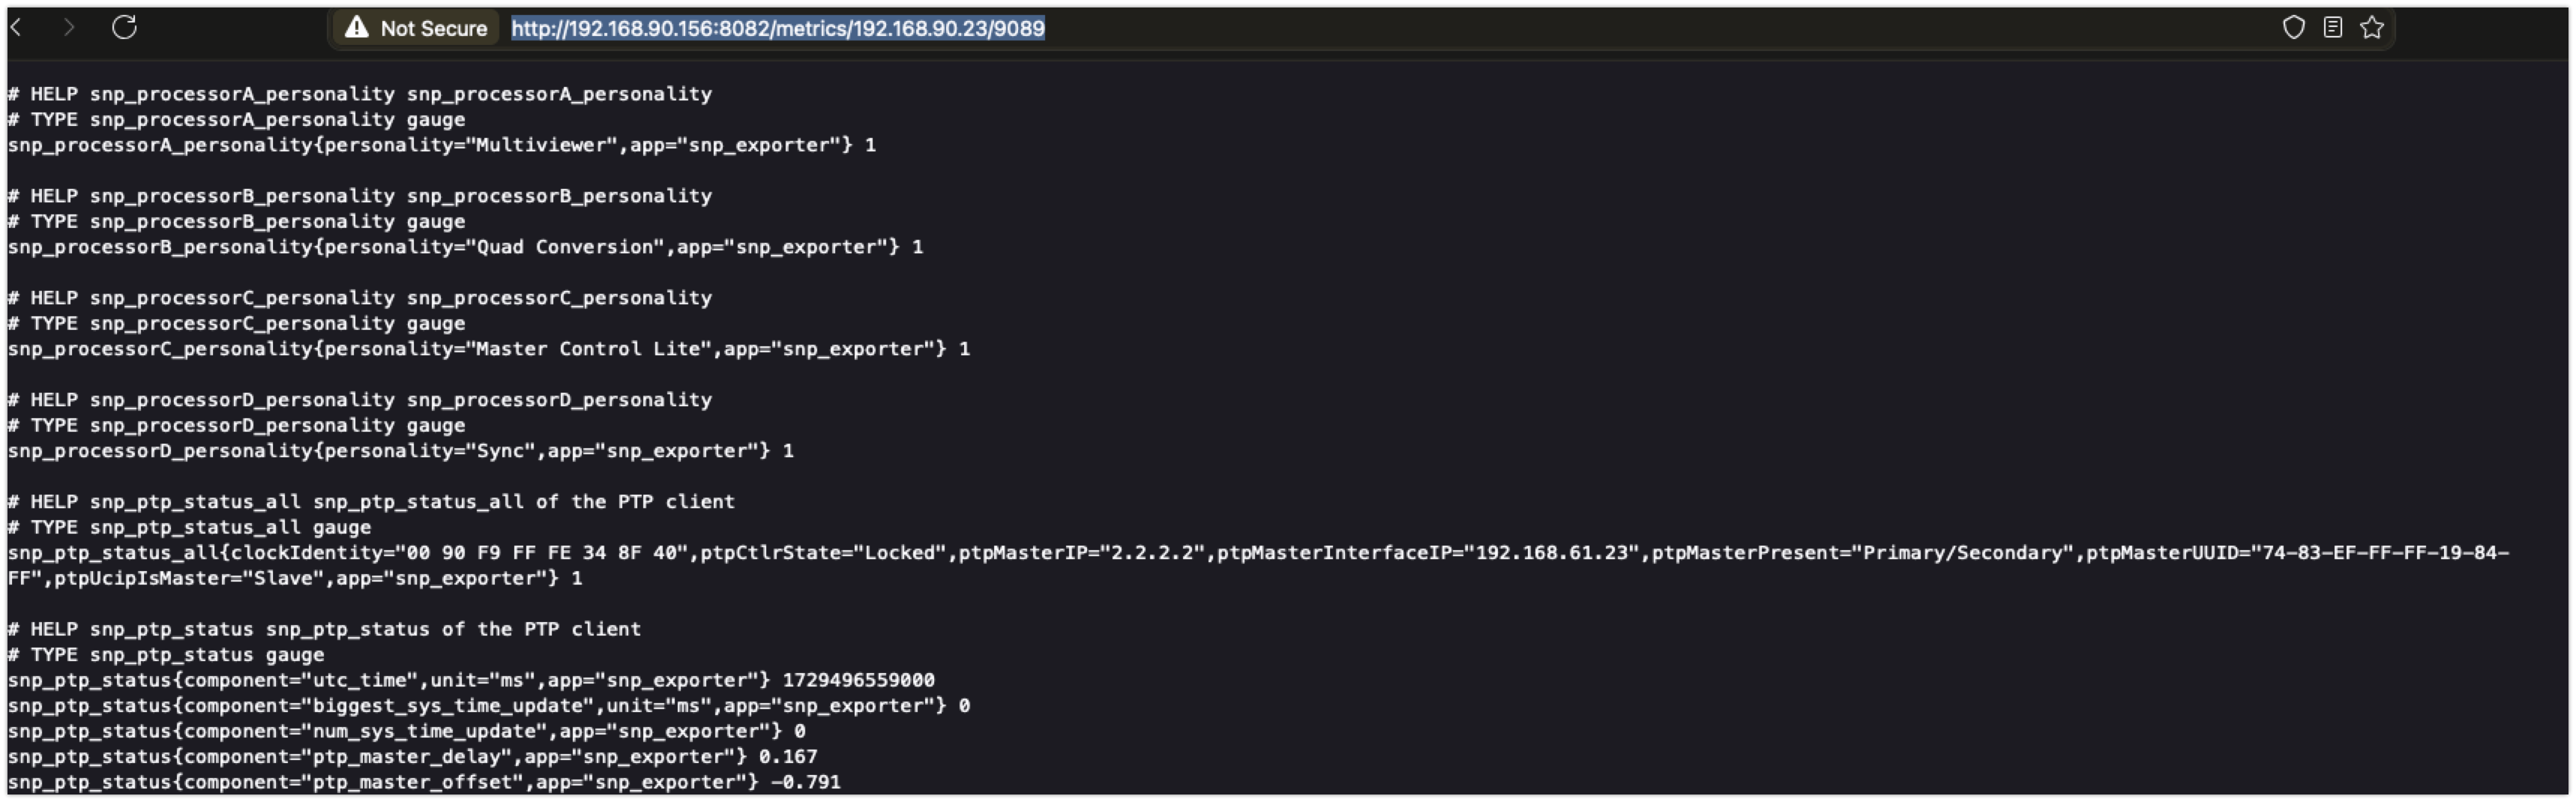 Not Secure http://192.168.90.156:8082/metrics/192.168.90.23/9089
# HELP snp_processorA_personality snp_processorA_personality
# TYPE snp_processorA_personality gauge
snp_processorA_personality{personality="Multiviewer",app="snp_exporter"} 1
# HELP snp_processorB_personality snp_processorB_personality
# TYPE snp_processorB_personality gauge
snp_processorB_personality{personality="Quad Conversion",app="snp_exporter"} 1
# HELP snp_processorC_personality snp_processorC_personality
# TYPE snp_processorC_personality gauge
snp_processorC_personality{personality="Master Control Lite",app="snp_exporter"} 1
# HELP snp_processorD_personality snp_processorD_personality
# TYPE snp_processorD_personality gauge
snp_processorD_personality{personality="Sync",app="snp_exporter"} 1
# HELP snp_ptp_status_all snp_ptp_status_all of the PTP client
# TYPE snp_ptp_status_all gauge
snp_ptp_status_all{clockIdentity="00 90 F9 FF FE 34 8F 40",ptpCtlrState="Locked",ptpMasterIP="2.2.2.2",ptpMasterInterfaceIP="192.168.61.23",ptpMasterPresent="Primary/Secondary",ptpMasterUUID="74-83-EF-FF-FF-19-84-
FF",ptpUcipIsMaster="Slave",app="snp_exporter"} 1
# HELP snp_ptp_status snp_ptp_status of the PTP client
# TYPE snp_ptp_status gauge
snp_ptp_status{component="utc_time",unit="ms",app="snp_exporter"} 1729496559000
snp_ptp_status{component="biggest_sys_time_update",unit="ms",app="snp_exporter"} 0
snp_ptp_status{component="num_sys_time_update",app="snp_exporter"} 0
snp_ptp_status{component="ptp_master_delay",app="snp_exporter"} 0.167
snp_ptp_status{component="ptp_master_offset",app="snp_exporter"} -0.791